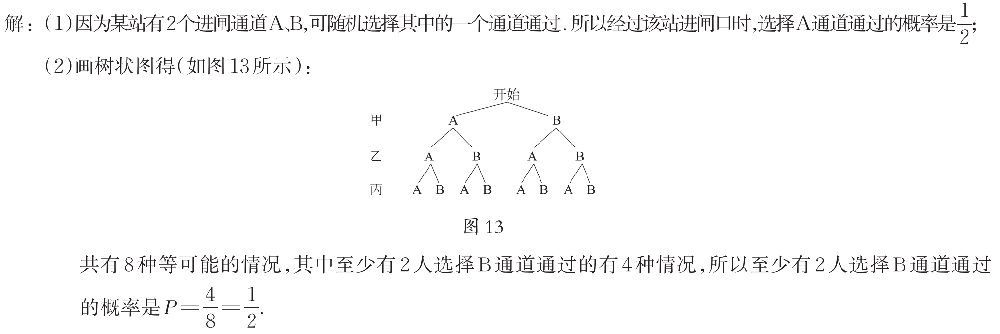 解：(1)因为某站有2个进闸通道A、B,可随机选择其中的一个通道通过. 所以经过该站进闸口时,选择A通道通过的概率是1/2;
(2)画树状图得(如图13所示)：
开始
甲 A B
乙 A B A B
丙 A B A B A B A B
图 13
共有8种等可能的情况,其中至少有2人选择B通道通过的有4种情况,所以至少有2人选择B通道通过
的概率是P=4/8=1/2.